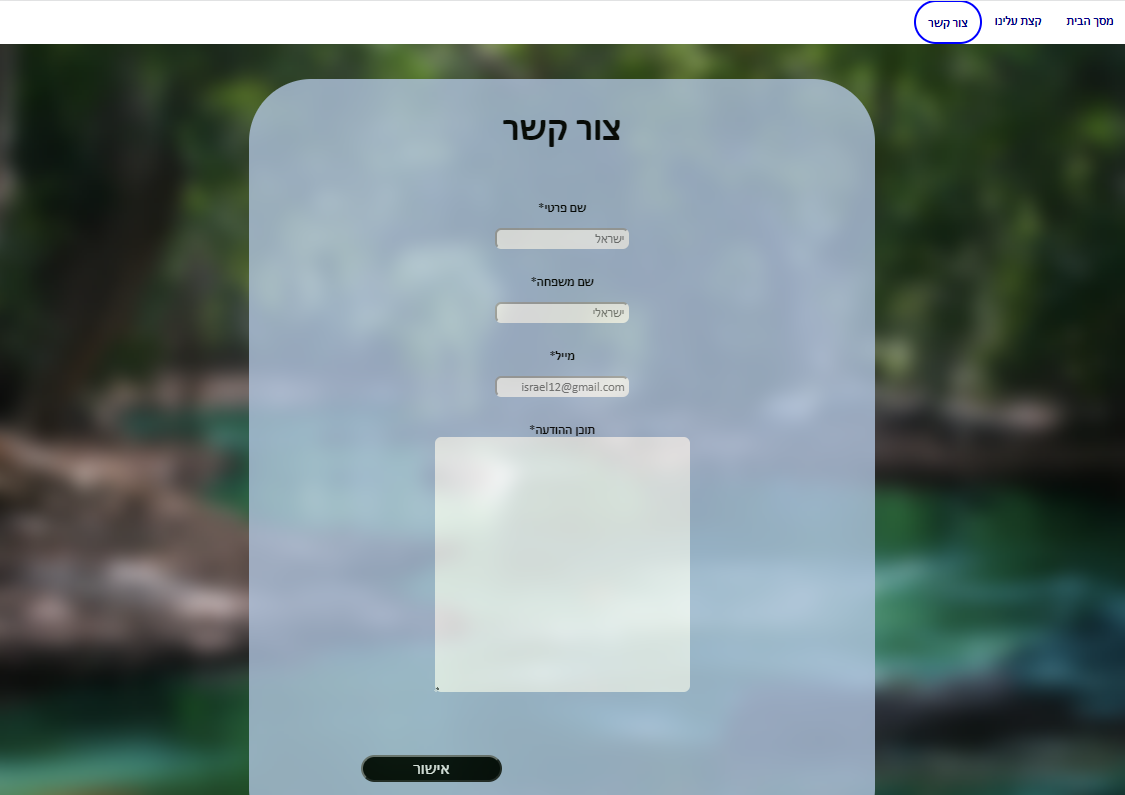 מסך הבית
קצת עלינו
צור קשר
צור קשר
שם פרטי*
ישראל
שם משפחה*
ישראלי
מייל*
israel12@gmail.com
תוכן ההודעה*
אישור